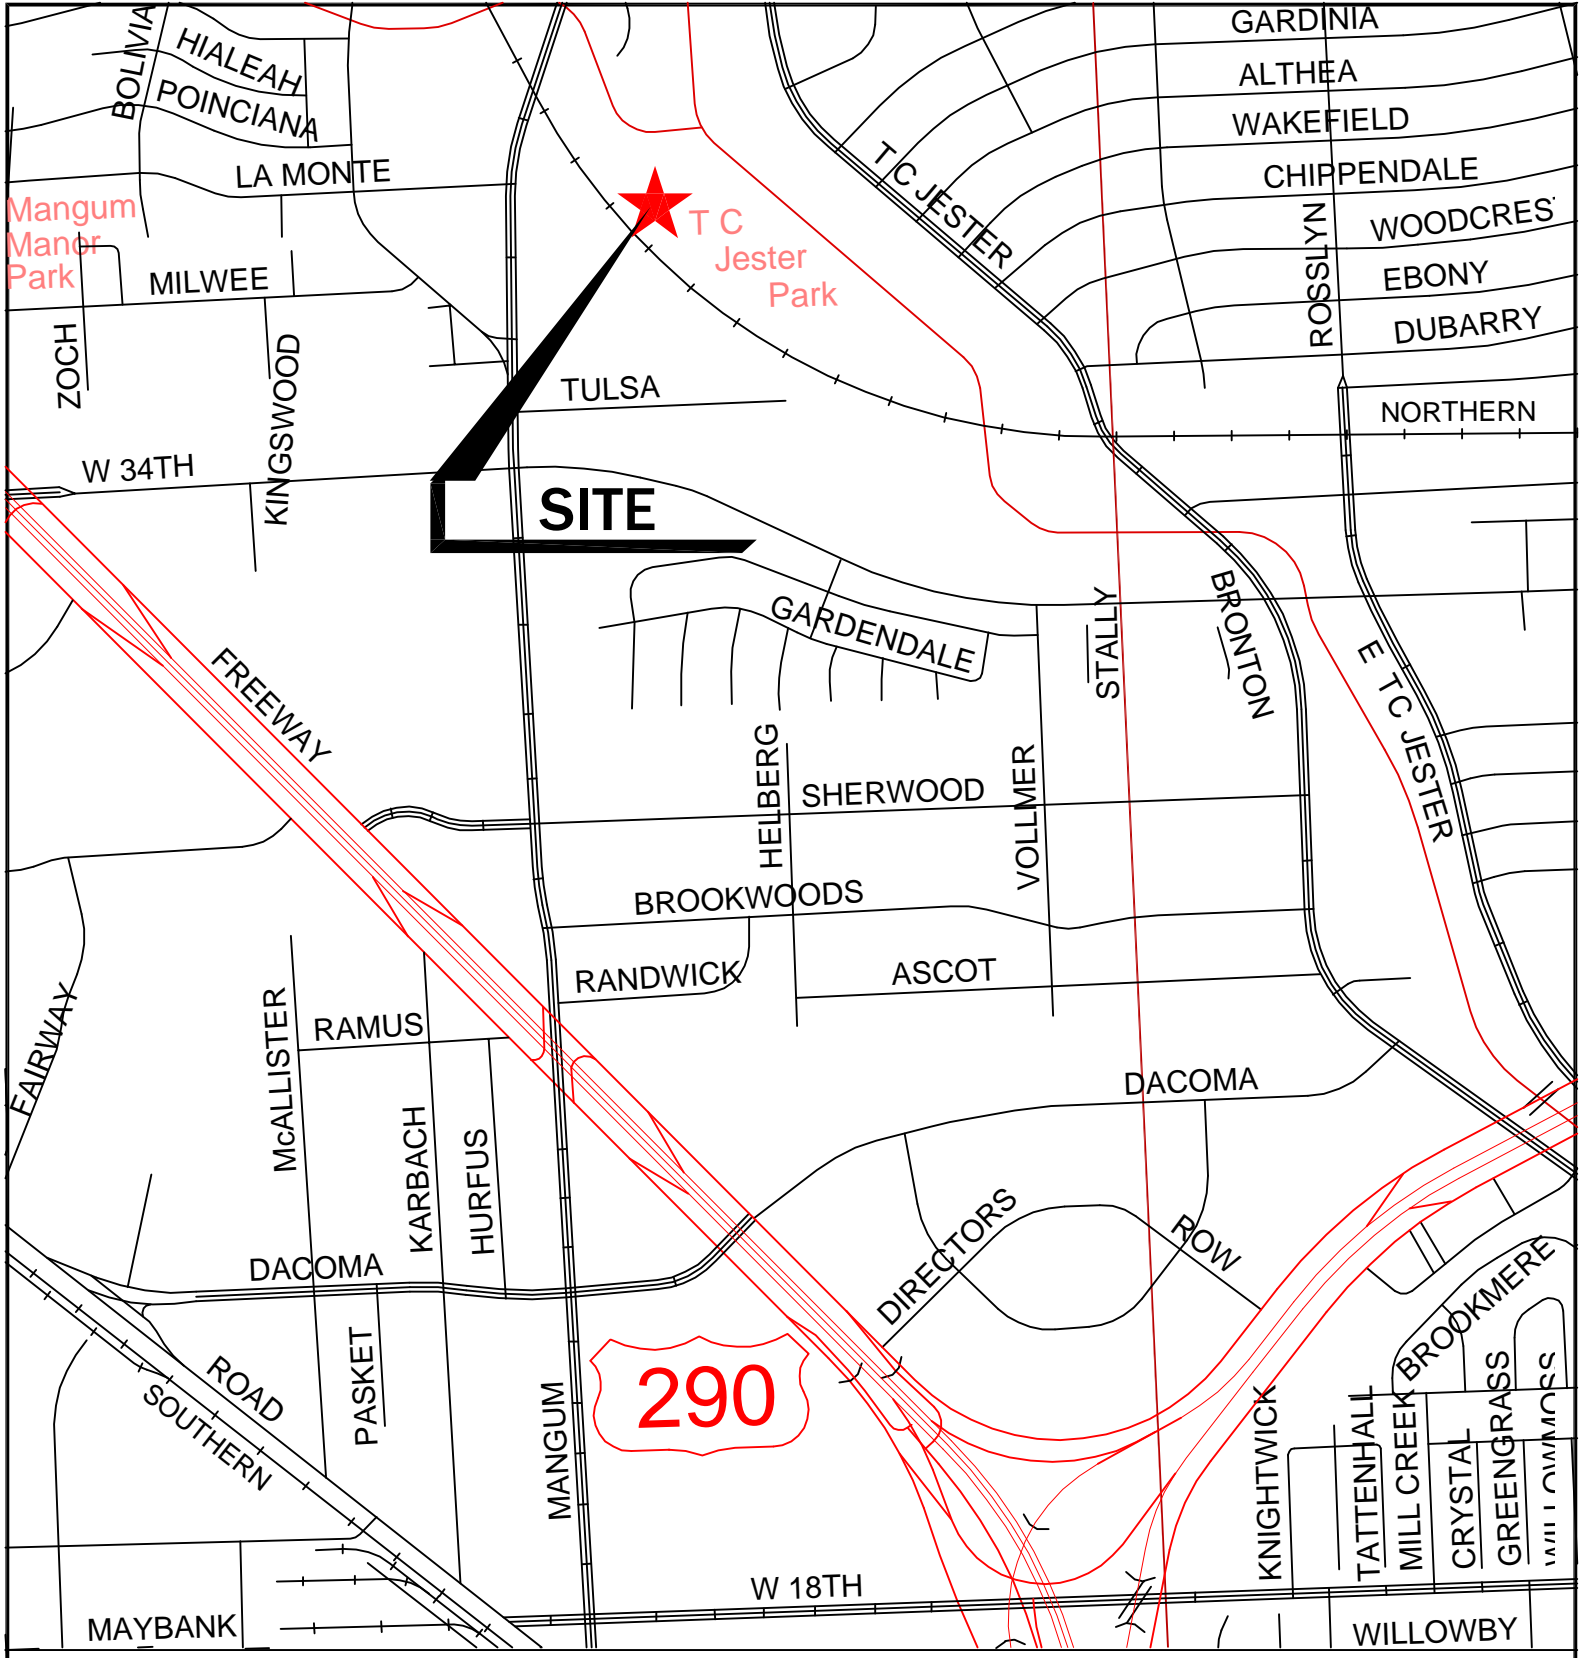 GARDINIA
BOLIVIA
HIALEAH
ALTHEA
POINCIANA
WAKEFIELD
T C JESTER
LA MONTE
CHIPPENDALE
Mangum
Manor
Park
T C
Jester
Park
ROSSLYN
WOODCRES
MILWEE
EBONY
DUBARRY
ZOCH
KINGSWOOD
TULSA
NORTHERN
W 34TH
SITE
STALLY
BRONTON
GARDENDALE
FREEWAY
E TC JESTER
HELBERG
SHERWOOD
VOLLMER
BROOKWOODS
RANDWICK
ASCOT
FAIRWAY
McALLISTER
RAMUS
DACOMA
KARBACH
HURFUS
DIRECTORS
ROW
DACOMA
BROOKMERE
PASKET
ROAD
SOUTHERN
290
MANGUM
KNIGHTWICK
TATTENHALL
MILL CREEK
CRYSTAL
GREENGRASS
WILLOWMOSS
W 18TH
MAYBANK
WILLOWBY